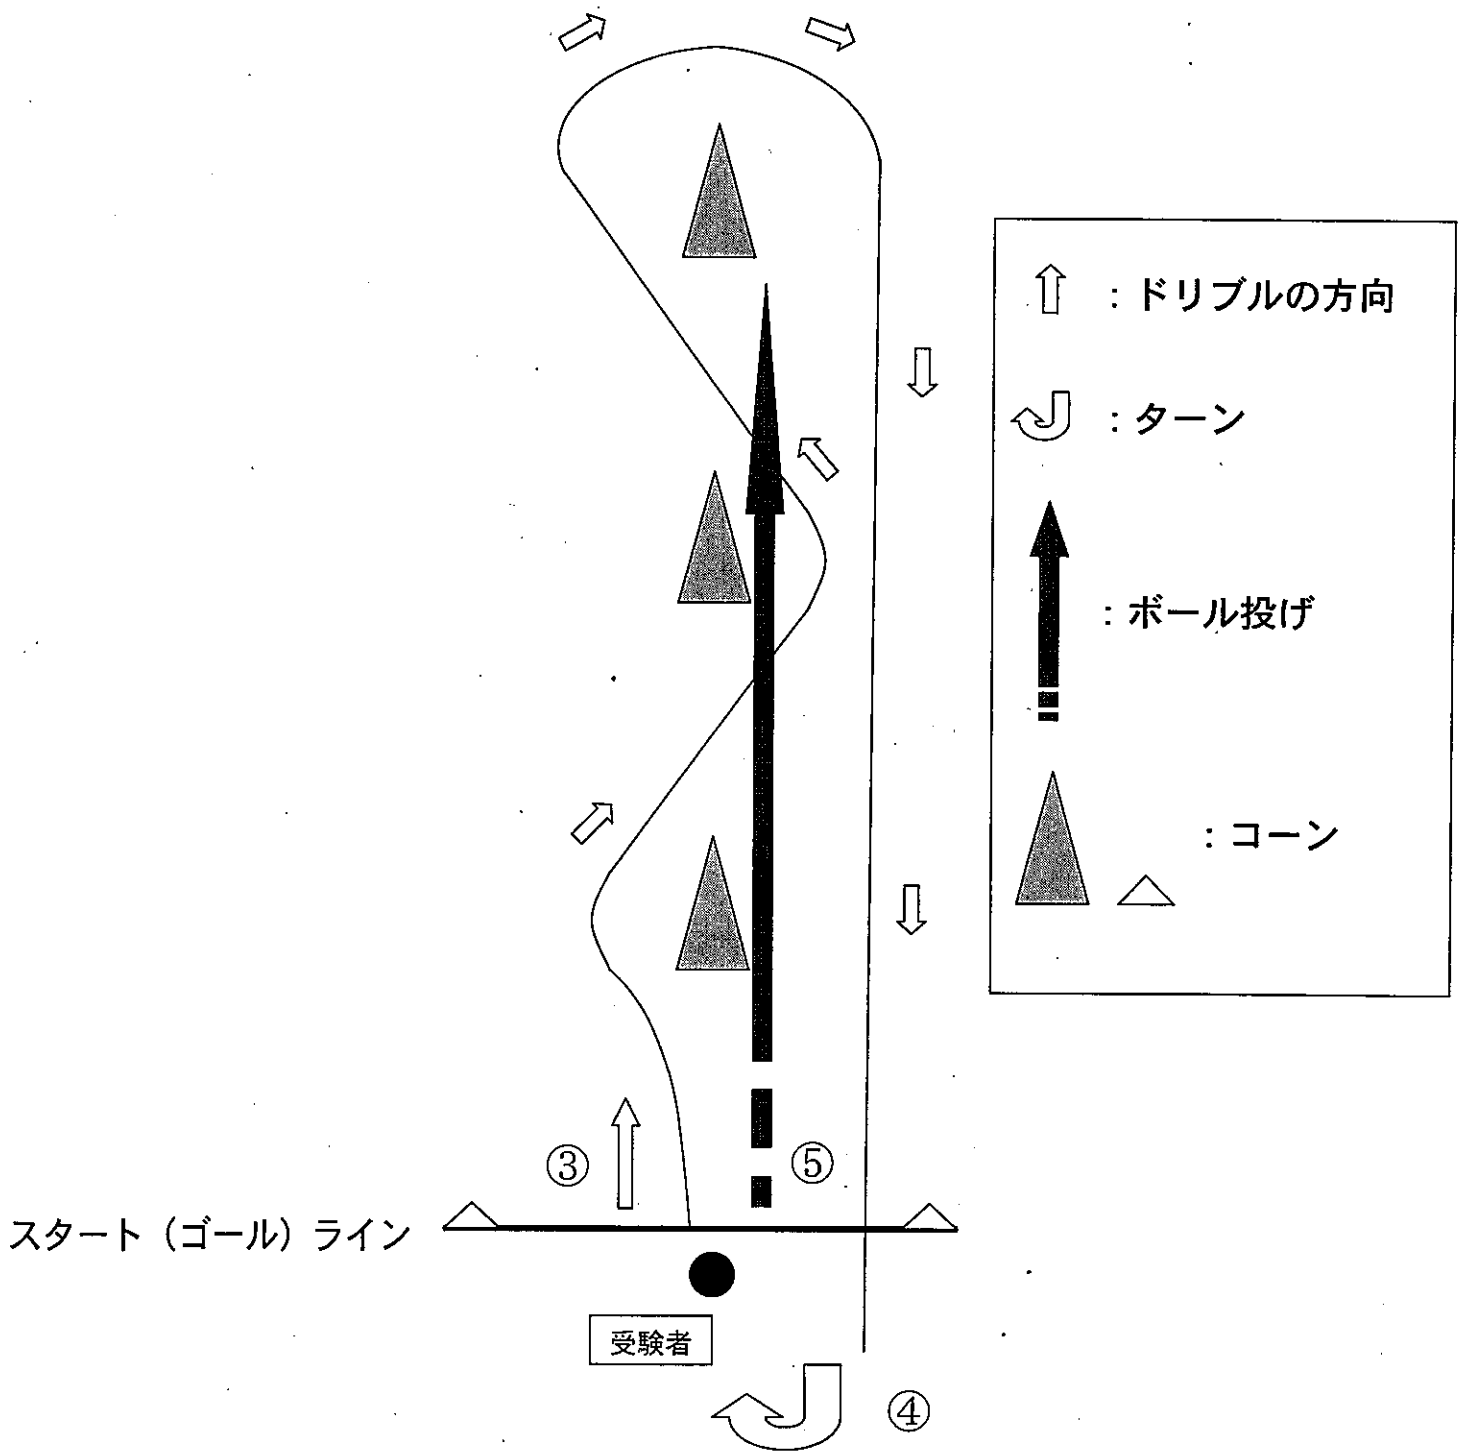 ：ドリブルの方向
：ターン
：ボール投げ
：コーン
③
⑤
スタート（ゴール）ライン
受験者
④